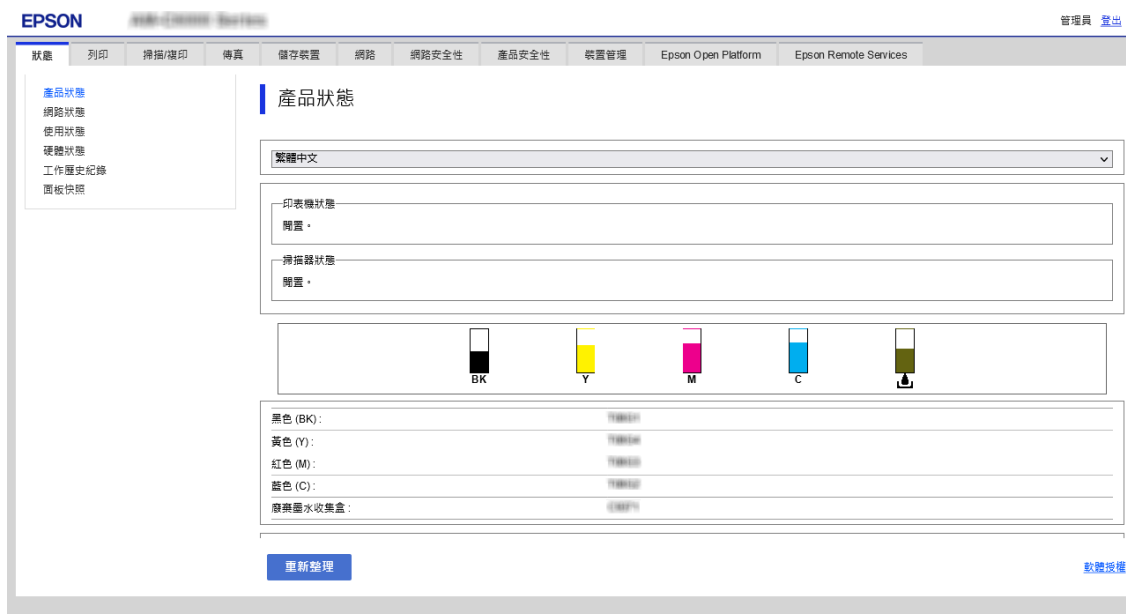 EPSON
管理員 登出
狀態 列印 掃描/複印 傳真 儲存裝置 網路 網路安全性 產品安全性 裝置管理 Epson Open Platform Epson Remote Services
產品狀態
網路狀態
使用狀態
硬體狀態
工作歷史紀錄
面板快照
產品狀態
繁體中文
印表機狀態
閒置。
掃描器狀態
閒置。
BK Y M C
黑色 (BK) :
黃色 (Y) :
紅色 (M) :
藍色 (C) :
廢棄墨水收集盒 :
重新整理
軟體授權